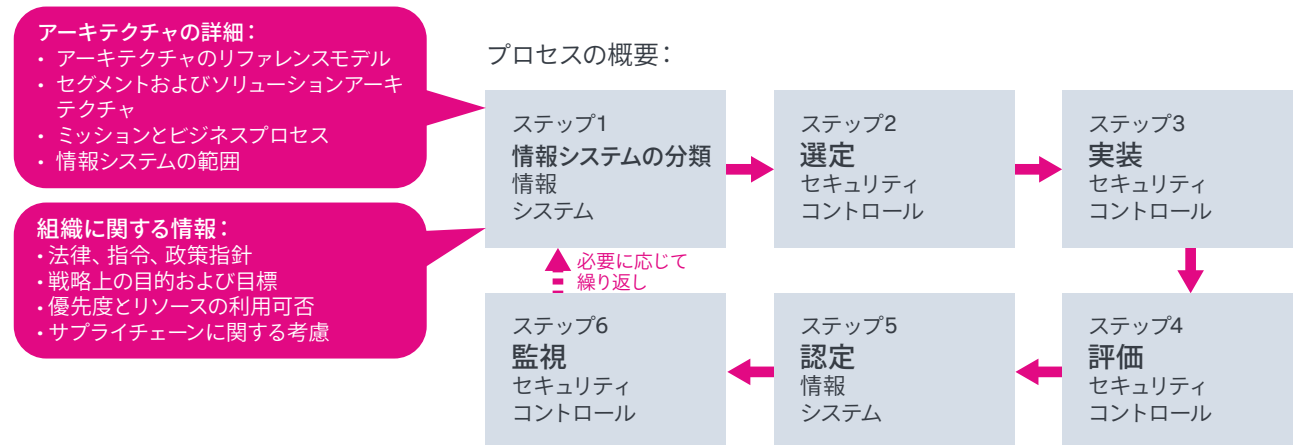 アーキテクチャの詳細：
・ アーキテクチャのリファレンスモデル
・ セグメントおよびソリューションアーキ
テクチャ
・ ミッションとビジネスプロセス
・ 情報システムの範囲
組織に関する情報：
・法律、指令、政策指針
・戦略上の目的および目標
・優先度とリソースの利用可否
・サプライチェーンに関する考慮
プロセスの概要：
ステップ1
情報システムの分類
情報
システム
ステップ2
選定
セキュリティ
コントロール
ステップ3
実装
セキュリティ
コントロール
ステップ4
評価
セキュリティ
コントロール
ステップ5
認定
情報
システム
ステップ6
監視
セキュリティ
コントロール
必要に応じて
繰り返し